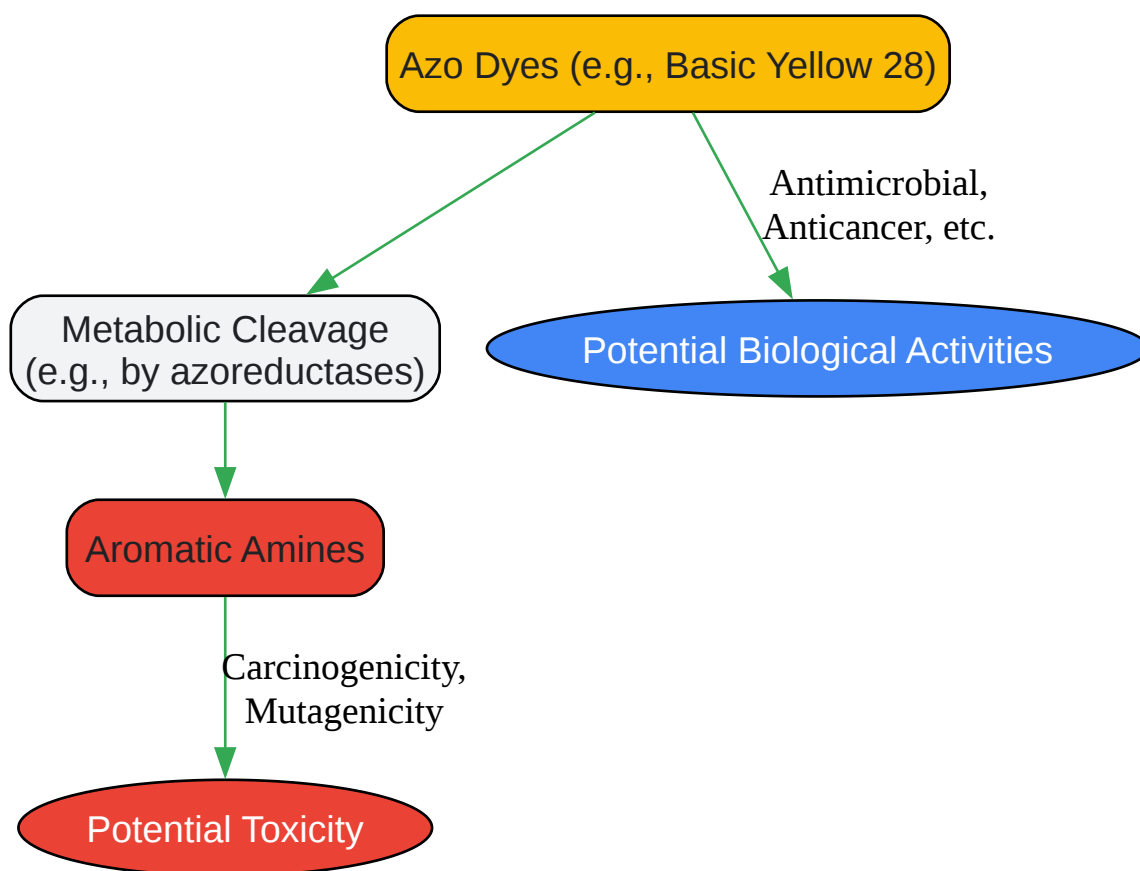 Azo Dyes (e.g., Basic Yellow 28)
Antimicrobial,
Anticancer, etc.
Metabolic Cleavage
(e.g., by azoreductases)
Potential Biological Activities
Aromatic Amines
Carcinogenicity,
Mutagenicity
Potential Toxicity